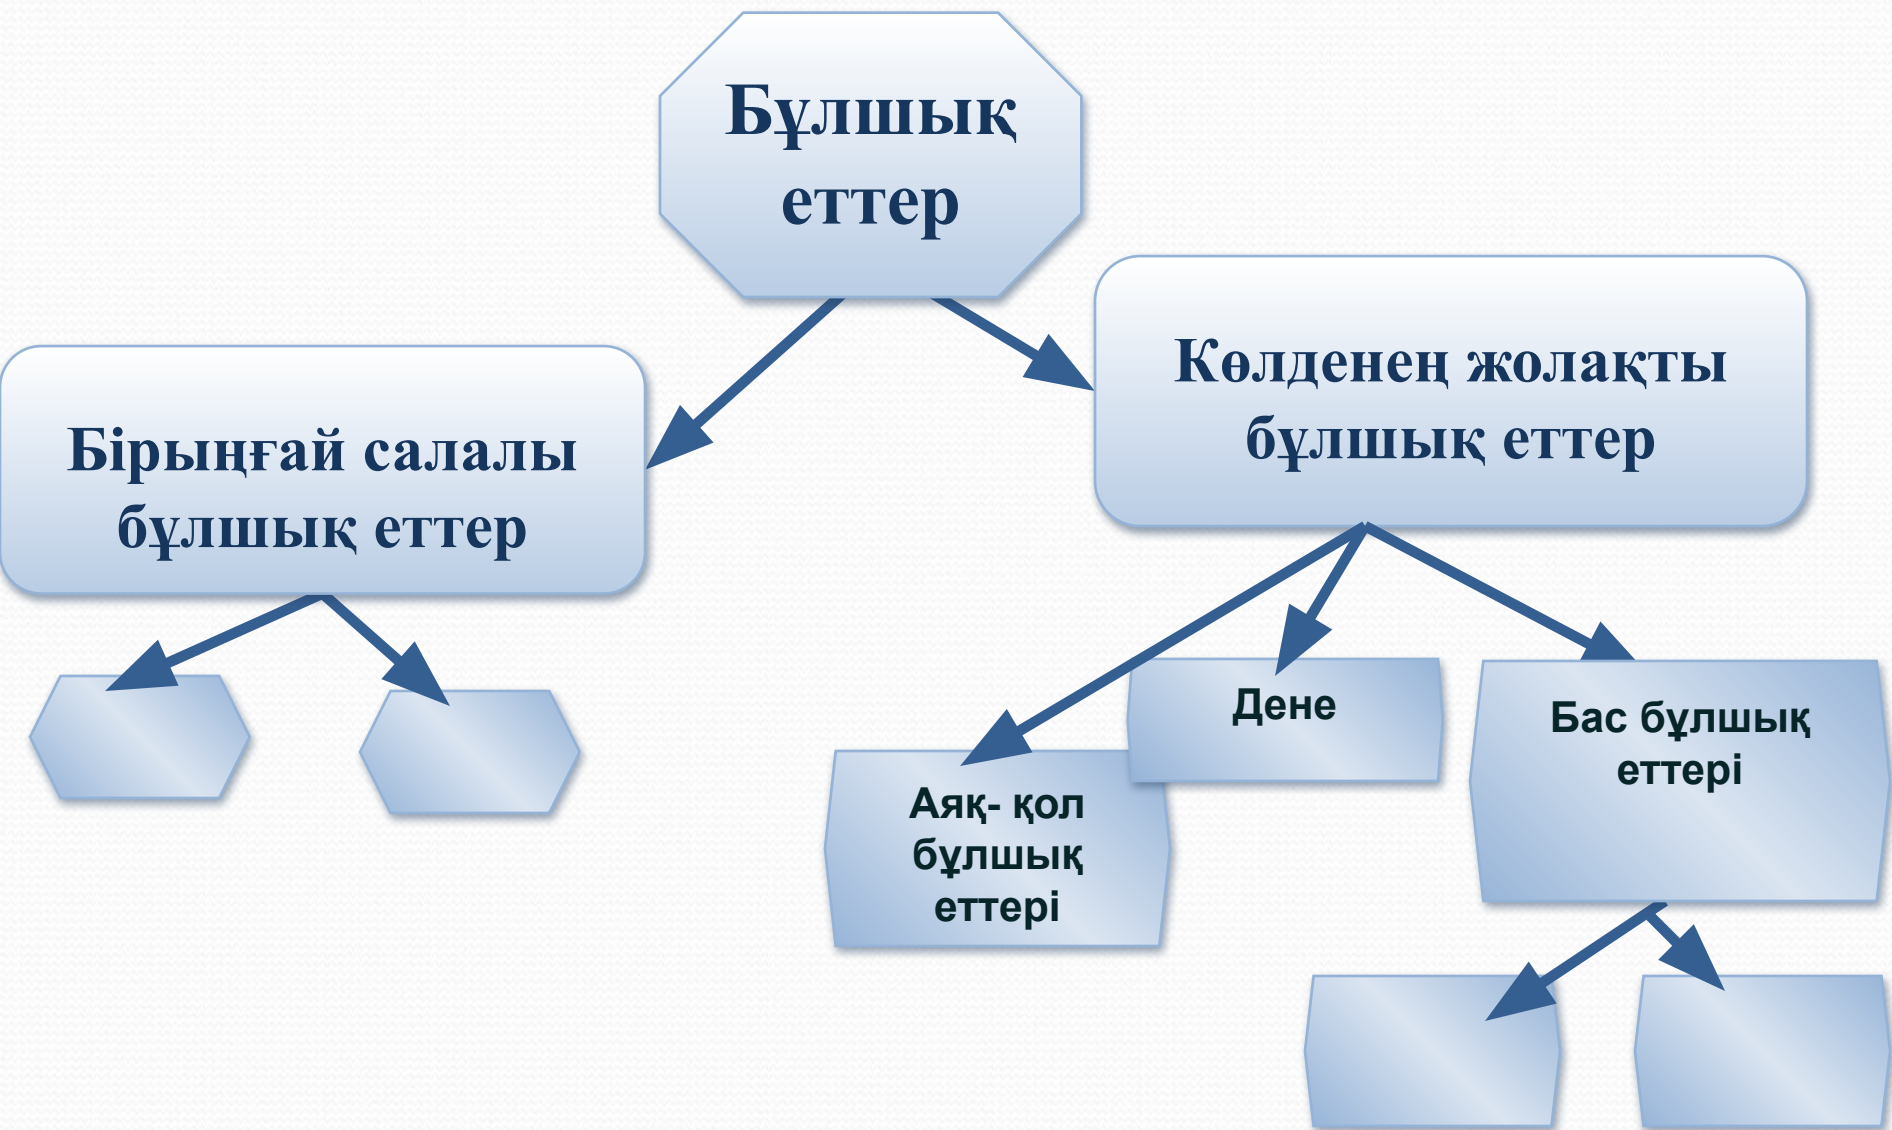 Бұлшық
еттер
Көлденең жолақты
бұлшық еттер
Бірыңғай салалы
бұлшық еттер
Дене
Бас бұлшық
еттері
Аяқ- қол
бұлшық
еттері